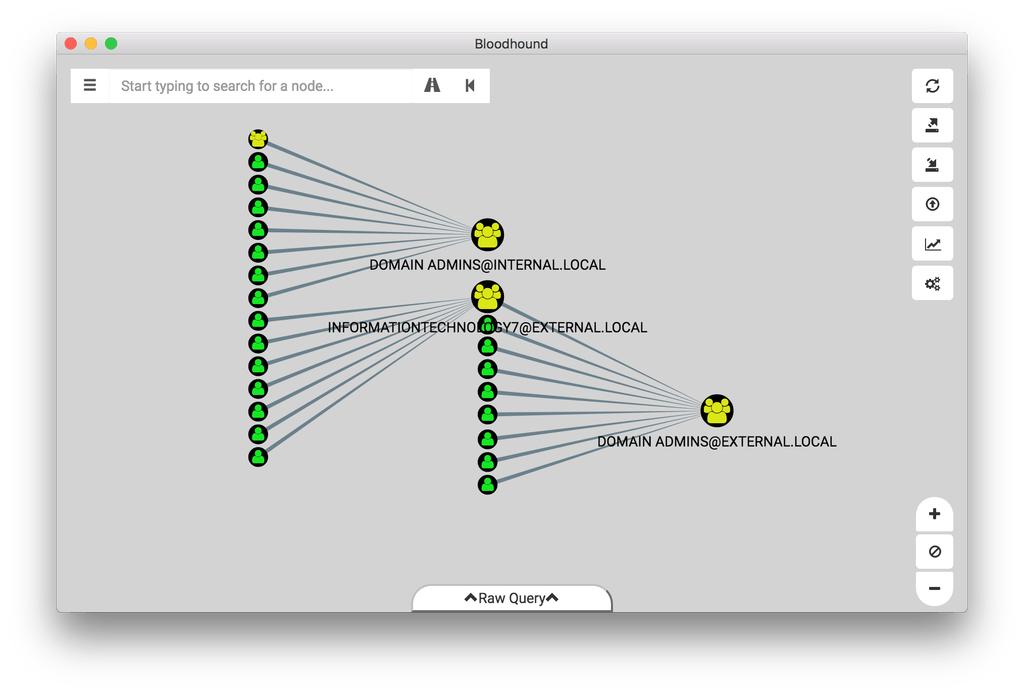 Bloodhound
Start typing to search for a node...
DOMAIN ADMINS@INTERNAL.LOCAL
INFORMATIONTECHNOLOGY7@EXTERNAL.LOCAL
DOMAIN ADMINS@EXTERNAL.LOCAL
Raw Query